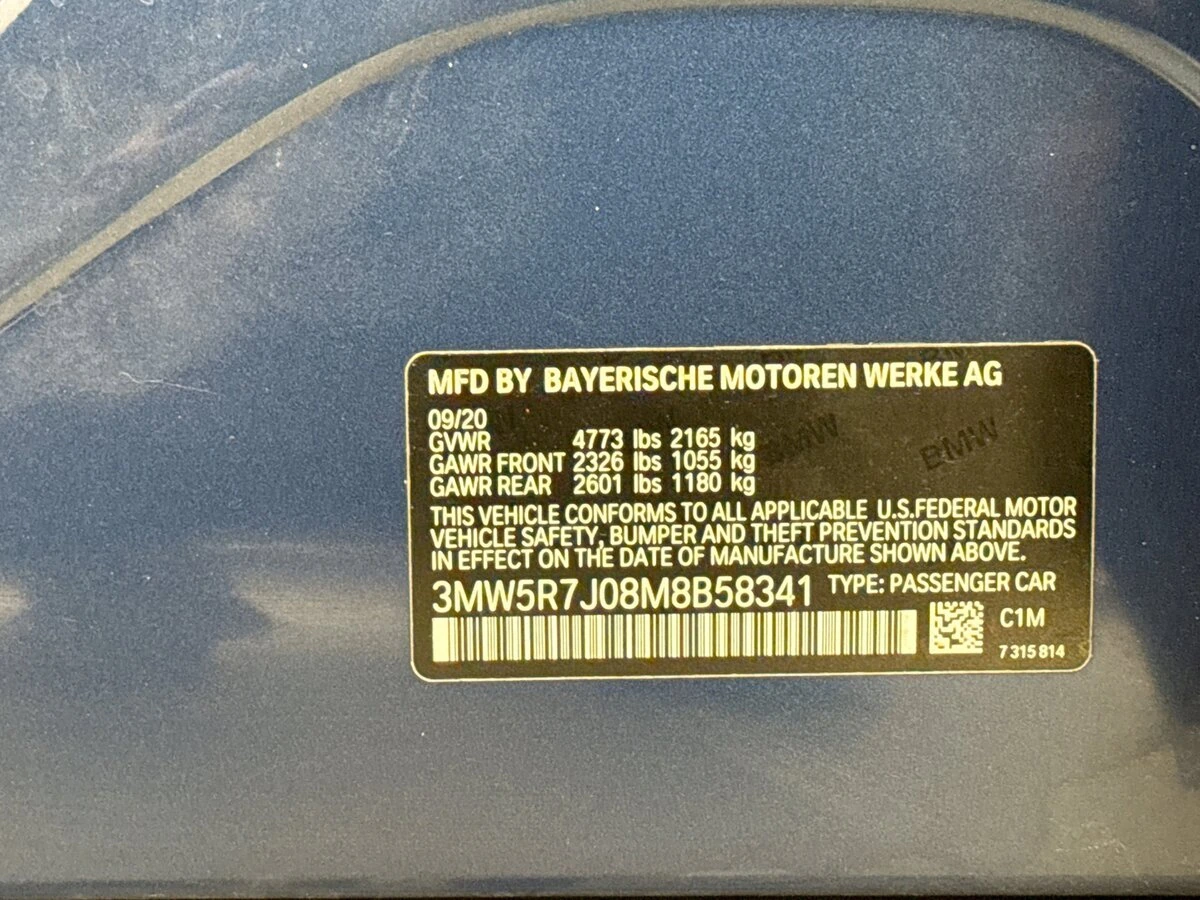 MFD BY BAYERISCHE MOTOREN WERKE AG
09/20
GVWR 4773 lbs 2165 kg
GAWR FRONT 2326 lbs 1055 kg
GAWR REAR 2601 lbs 1180 kg
THIS VEHICLE CONFORMS TO ALL APPLICABLE U.S.FEDERAL MOTOR
VEHICLE SAFETY, BUMPER AND THEFT PREVENTION STANDARDS
IN EFFECT ON THE DATE OF MANUFACTURE SHOWN ABOVE.
3MW5R7J08M8B58341 TYPE: PASSENGER CAR
C1M
7 315 814
BMW
BMW